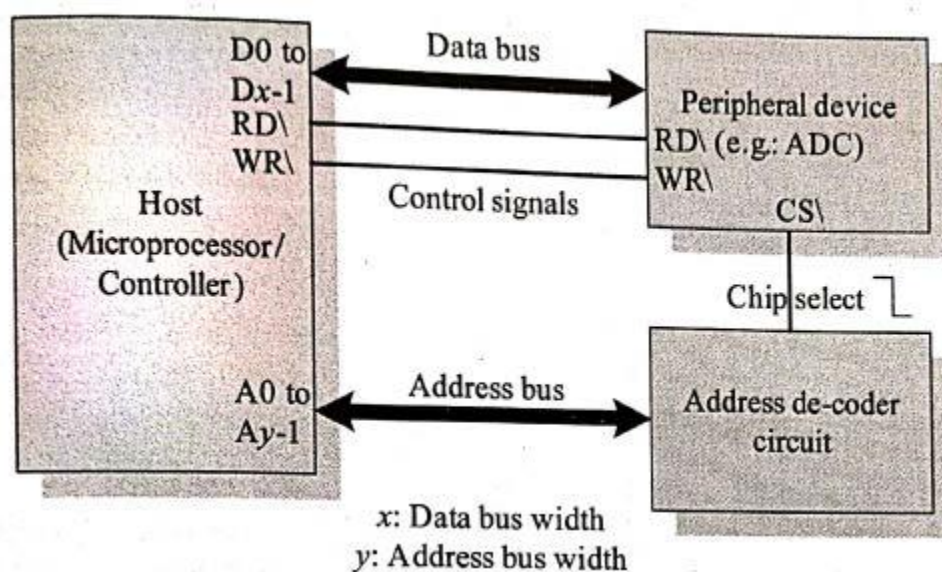 D0 to
Dx-1
RD\
WR\
Host
(Microprocessor/
Controller)
A0 to
Ay-1
Data bus
Control signals
Peripheral device
RD\ (e.g.: ADC)
WR\
CS\
Chip select
Address bus
Address de-coder
circuit
x: Data bus width
y: Address bus width